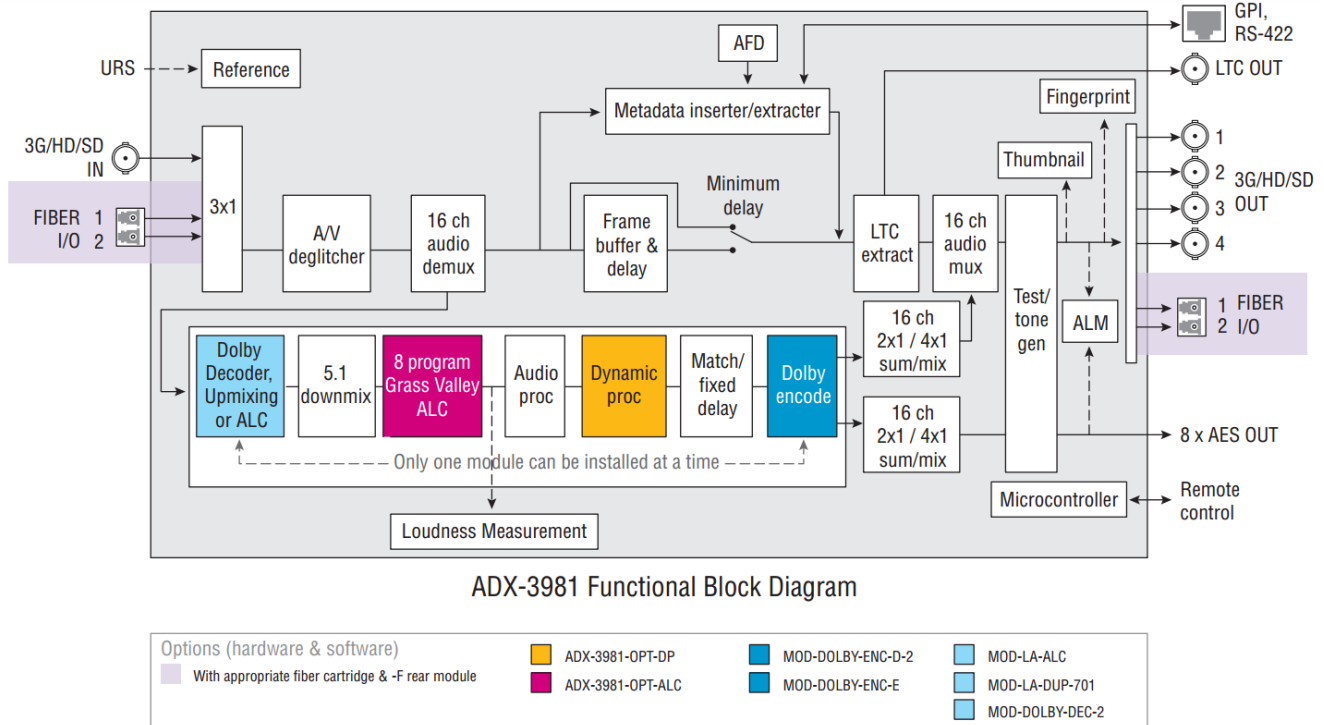 GPI,
RS-422
AFD
URS
Reference
LTC OUT
Metadata inserter/extracter
Fingerprint
3G/HD/SD
IN
1
Thumbnail
2
3G/HD/SD
OUT
3
4
Minimum
delay
FIBER 1
I/O 2
3x1
A/V
deglitcher
16 ch
audio
demux
Frame
buffer &
delay
LTC
extract
16 ch
audio
mux
Test/
tone
gen
ALM
1 FIBER
2 I/O
16 ch
2x1 / 4x1
sum/mix
Dolby
Decoder,
Upmixing
or ALC
5.1
downmix
8 program
Grass Valley
ALC
Audio
proc
Dynamic
proc
Match/
fixed
delay
Dolby
encode
16 ch
2x1 / 4x1
sum/mix
8 x AES OUT
Only one module can be installed at a time
Microcontroller
Remote
control
Loudness Measurement
ADX-3981 Functional Block Diagram
Options (hardware & software)
With appropriate fiber cartridge & -F rear module
ADX-3981-OPT-DP
ADX-3981-OPT-ALC
MOD-DOLBY-ENC-D-2
MOD-DOLBY-ENC-E
MOD-LA-ALC
MOD-LA-DUP-701
MOD-DOLBY-DEC-2